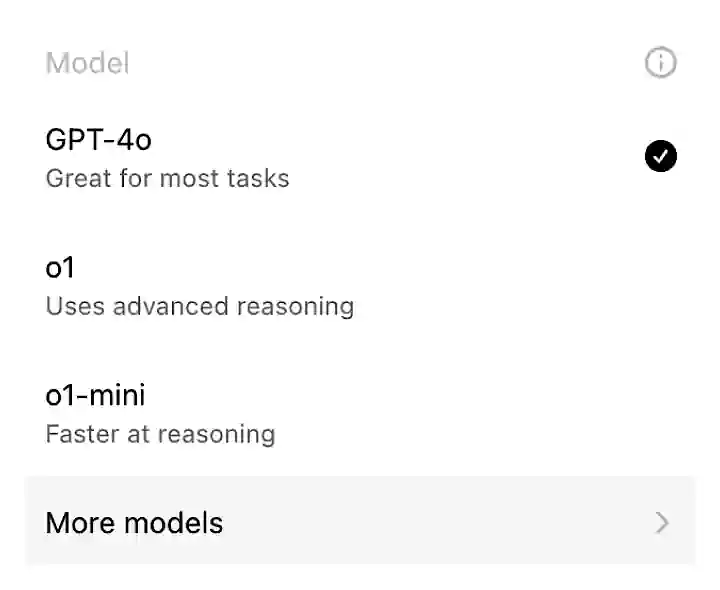 Model
GPT-4o
Great for most tasks
o1
Uses advanced reasoning
o1-mini
Faster at reasoning
More models